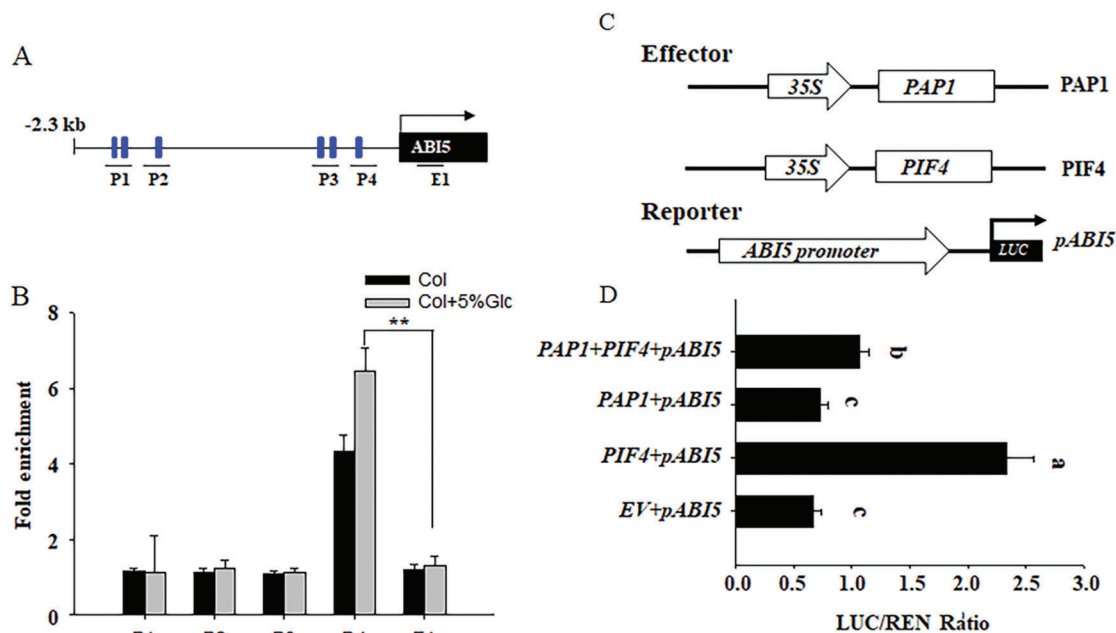 A
-2.3 kb
ABI5
P1 P2 P3 P4 E1
B
Col
Col+5%Glc
**
Fold enrichment
8
6
4
2
0
C
Effector
35S PAP1 PAP1
35S PIF4 PIF4
Reporter
ABI5 promoter LUC pABI5
D
PAP1+PIF4+pABI5 b
PAP1+pABI5 c
PIF4+pABI5 a
EV+pABI5 c
0.0 0.5 1.0 1.5 2.0 2.5 3.0
LUC/REN Ratio